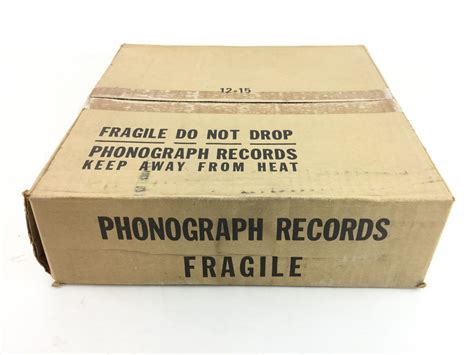 12-15
FRAGILE DO NOT DROP
PHONOGRAPH RECORDS
KEEP AWAY FROM HEAT
PHONOGRAPH RECORDS
FRAGILE